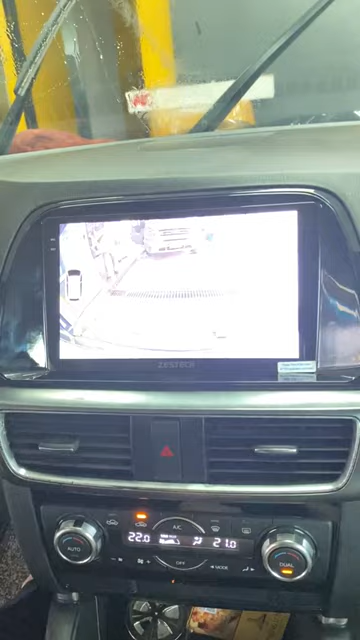 ZESTECH
A/C
22.0
21.0
AUTO
OFF
MODE
DUAL